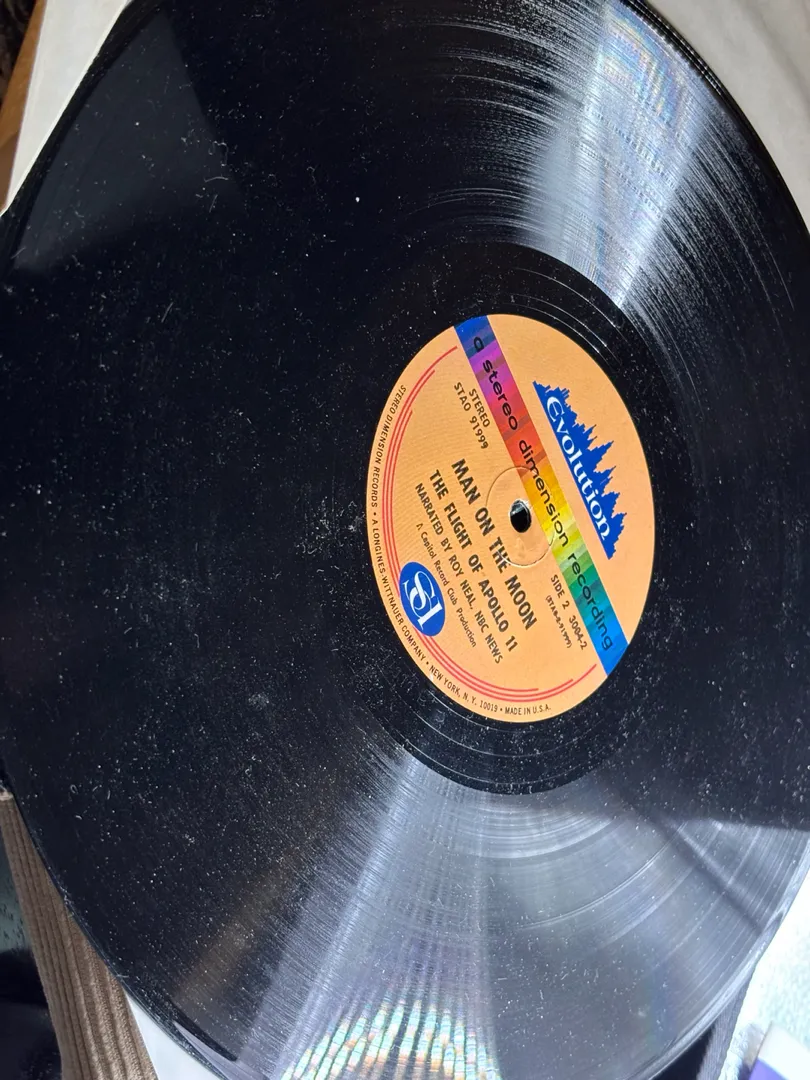 evolution
a stereo dimension recording
STEREO
STAO 91999
SIDE 2 3004-2
MAN ON THE MOON
THE FLIGHT OF APOLLO 11
NARRATED BY ROY NEAL, NBC NEWS
A Capitol Record Club Production
STEREO DIMENSION RECORDS • A LONGINES-WITTNAUER COMPANY • NEW YORK, N. Y. 10019 • MADE IN U.S.A.